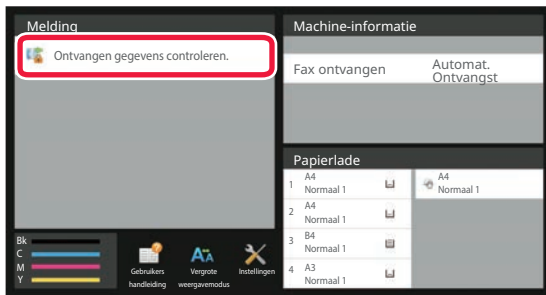 Melding
Ontvangen gegevens controleren.
Machine-informatie
Fax ontvangen
Automat.
Ontvangst
Papierlade
1 A4
Normaal 1
A4
Normaal 1
2 A4
Normaal 1
3 B4
Normaal 1
4 A3
Normaal 1
Bk
C
M
Y
Gebruikers
handleiding
Vergrote
weergavemodus
Instellingen